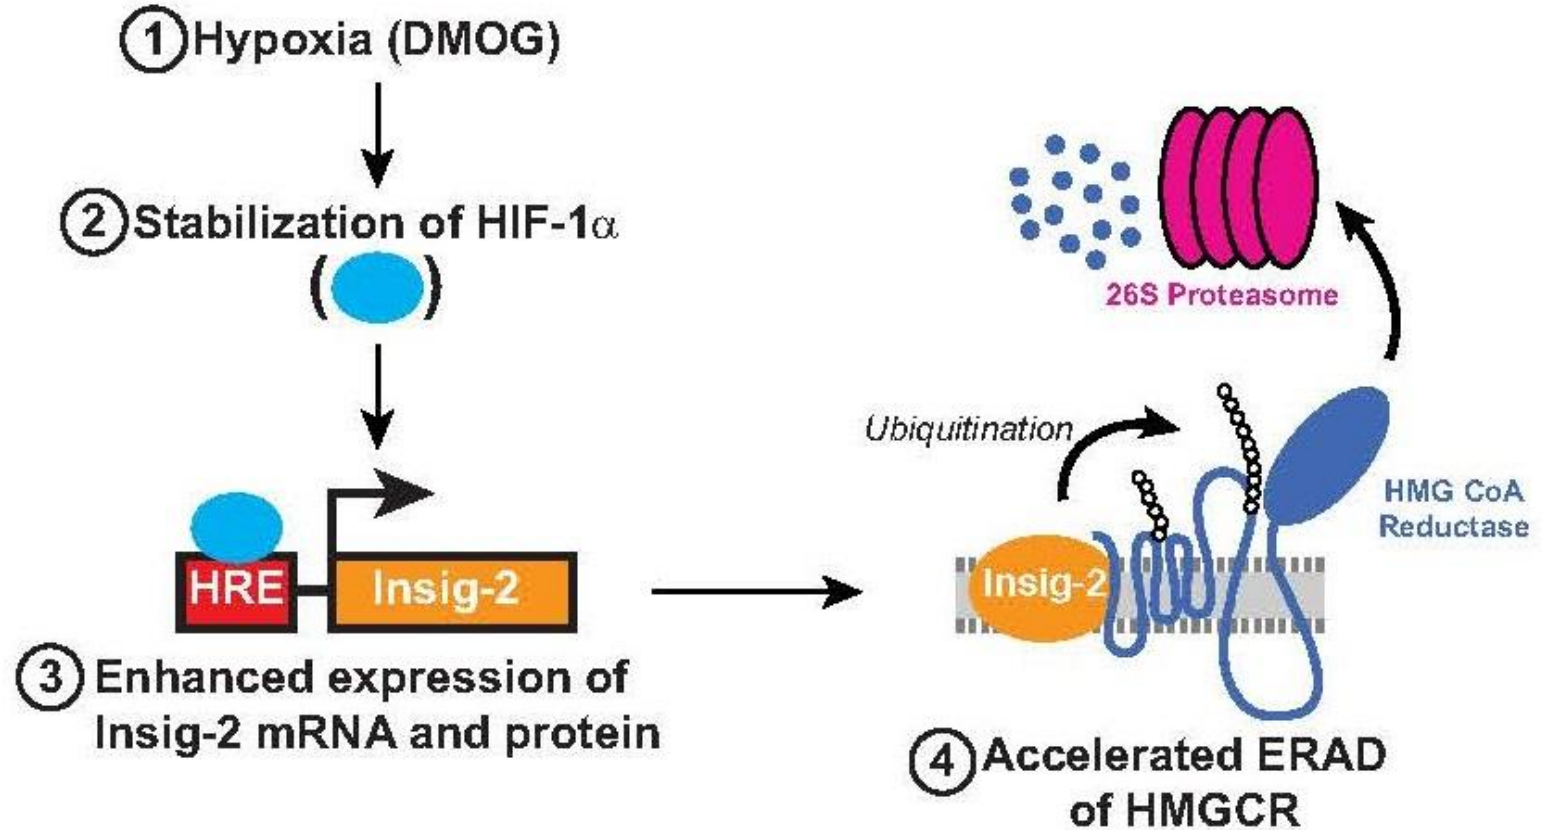 ① Hypoxia (DMOG)
② Stabilization of HIF-1α
( )
HRE
Insig-2
③ Enhanced expression of
Insig-2 mRNA and protein
26S Proteasome
Ubiquitination
HMG CoA
Reductase
Insig-2
④ Accelerated ERAD
of HMGCR